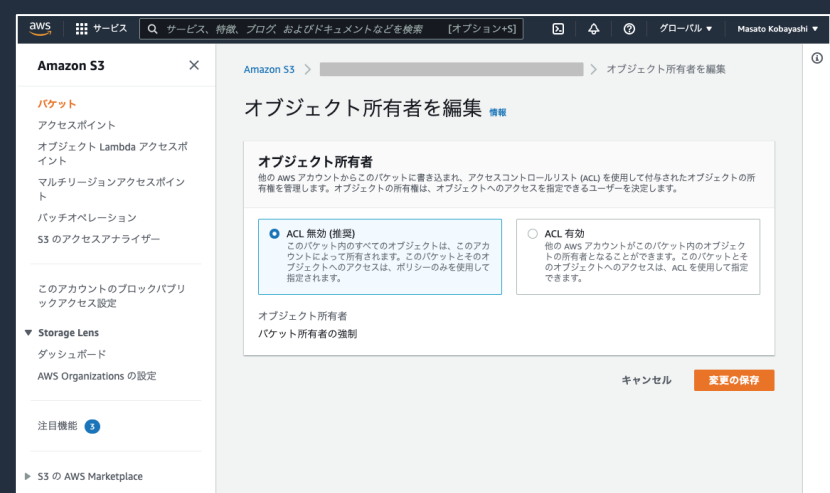 aws
サービス
サービス、特徴、ブログ、およびドキュメントなどを検索
[オプション+S]
グローバル ▼
Masato Kobayashi ▼
Amazon S3
バケット
アクセスポイント
オブジェクト Lambda アクセスポ
イント
マルチリージョンアクセスポイン
ト
バッチオペレーション
S3 のアクセスアナライザー
このアカウントのブロックパブリ
ックアクセス設定
▼ Storage Lens
ダッシュボード
AWS Organizations の設定
注目機能 3
▶ S3 の AWS Marketplace
Amazon S3 > > オブジェクト所有者を編集
オブジェクト所有者を編集 情報
オブジェクト所有者
他の AWS アカウントからこのバケットに書き込まれ、アクセスコントロールリスト (ACL) を使用して付与されたオブジェクトの所
有権を管理します。オブジェクトの所有権は、オブジェクトへのアクセスを指定できるユーザーを決定します。
ACL 無効 (推奨)
このバケット内のすべてのオブジェクトは、このアカ
ウントによって所有されます。このバケットとそのオ
ブジェクトへのアクセスは、ポリシーのみを使用して
指定されます。
ACL 有効
他の AWS アカウントがこのバケット内のオブジェク
トの所有者となることができます。このバケットとそ
のオブジェクトへのアクセスは、ACL を使用して指定
できます。
オブジェクト所有者
バケット所有者の強制
キャンセル
変更の保存